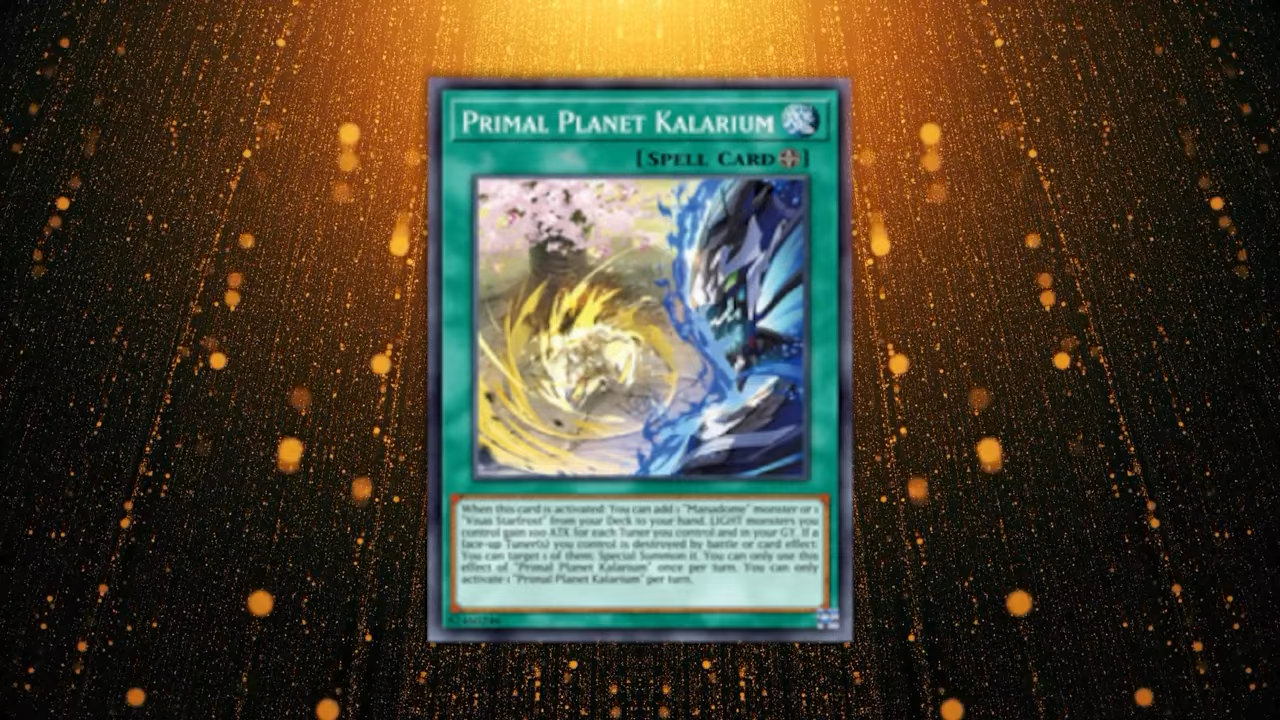 PRIMAL PLANET KALARIUM
[SPELL CARD]
When this card is activated: You can add 1 "Mannadome" monster or 1
"Visas Starfrost" from your Deck to your hand. LIGHT monsters you
control gain 100 ATK for each Tuner you control and in your GY. If a
face-up Tuner(s) you control is destroyed by battle or card effect:
You can target 1 of them; Special Summon it. You can only use this
effect of "Primal Planet Kalarium" once per turn. You can only
activate 1 "Primal Planet Kalarium" per turn.